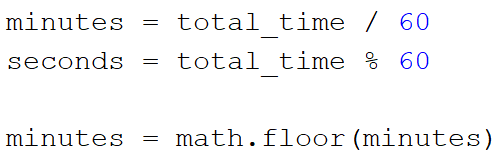 minutes = total_time / 60
seconds = total_time % 60
minutes = math.floor(minutes)